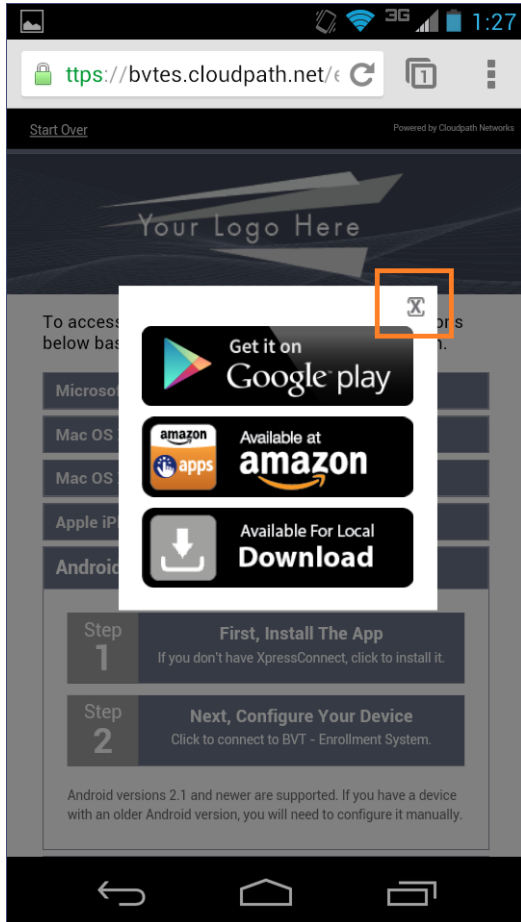 3G 1:27
ttps://bvtes.cloudpath.net/e
1
Start Over
Powered by Cloudpath Networks
Your Logo Here
X
To access
below bas
Get it on
Google play
Microsof
Mac OS
Mac OS
amazon
apps
Available at
amazon
Apple iP
Android
Available For Local
Download
Step
1
First, Install The App
If you don't have XpressConnect, click to install it.
Step
2
Next, Configure Your Device
Click to connect to BVT - Enrollment System.
Android versions 2.1 and newer are supported. If you have a device
with an older Android version, you will need to configure it manually.